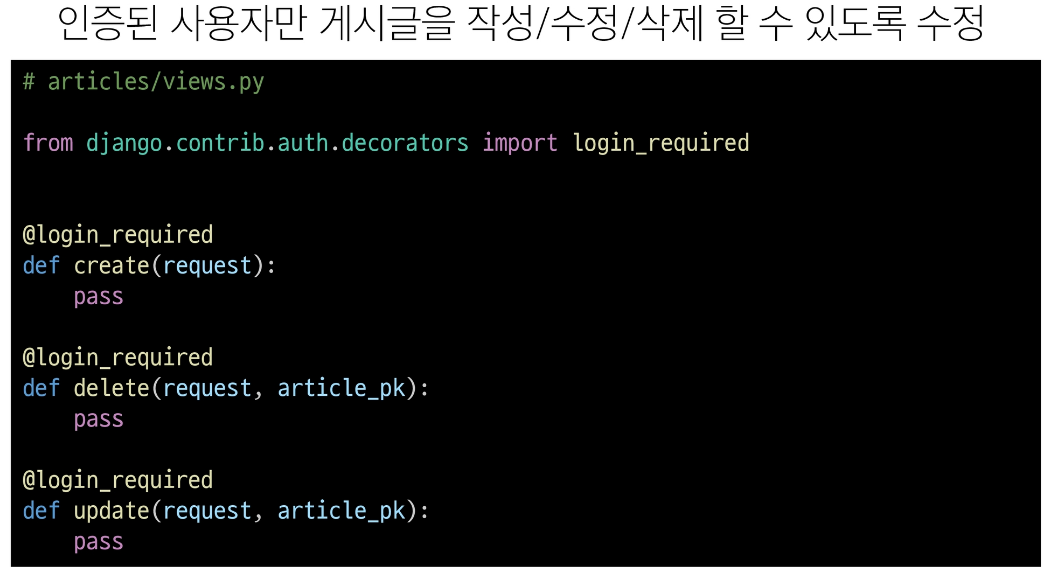 인증된 사용자만 게시글을 작성/수정/삭제 할 수 있도록 수정
# articles/views.py
from django.contrib.auth.decorators import login_required
@login_required
def create(request):
    pass
@login_required
def delete(request, article_pk):
    pass
@login_required
def update(request, article_pk):
    pass